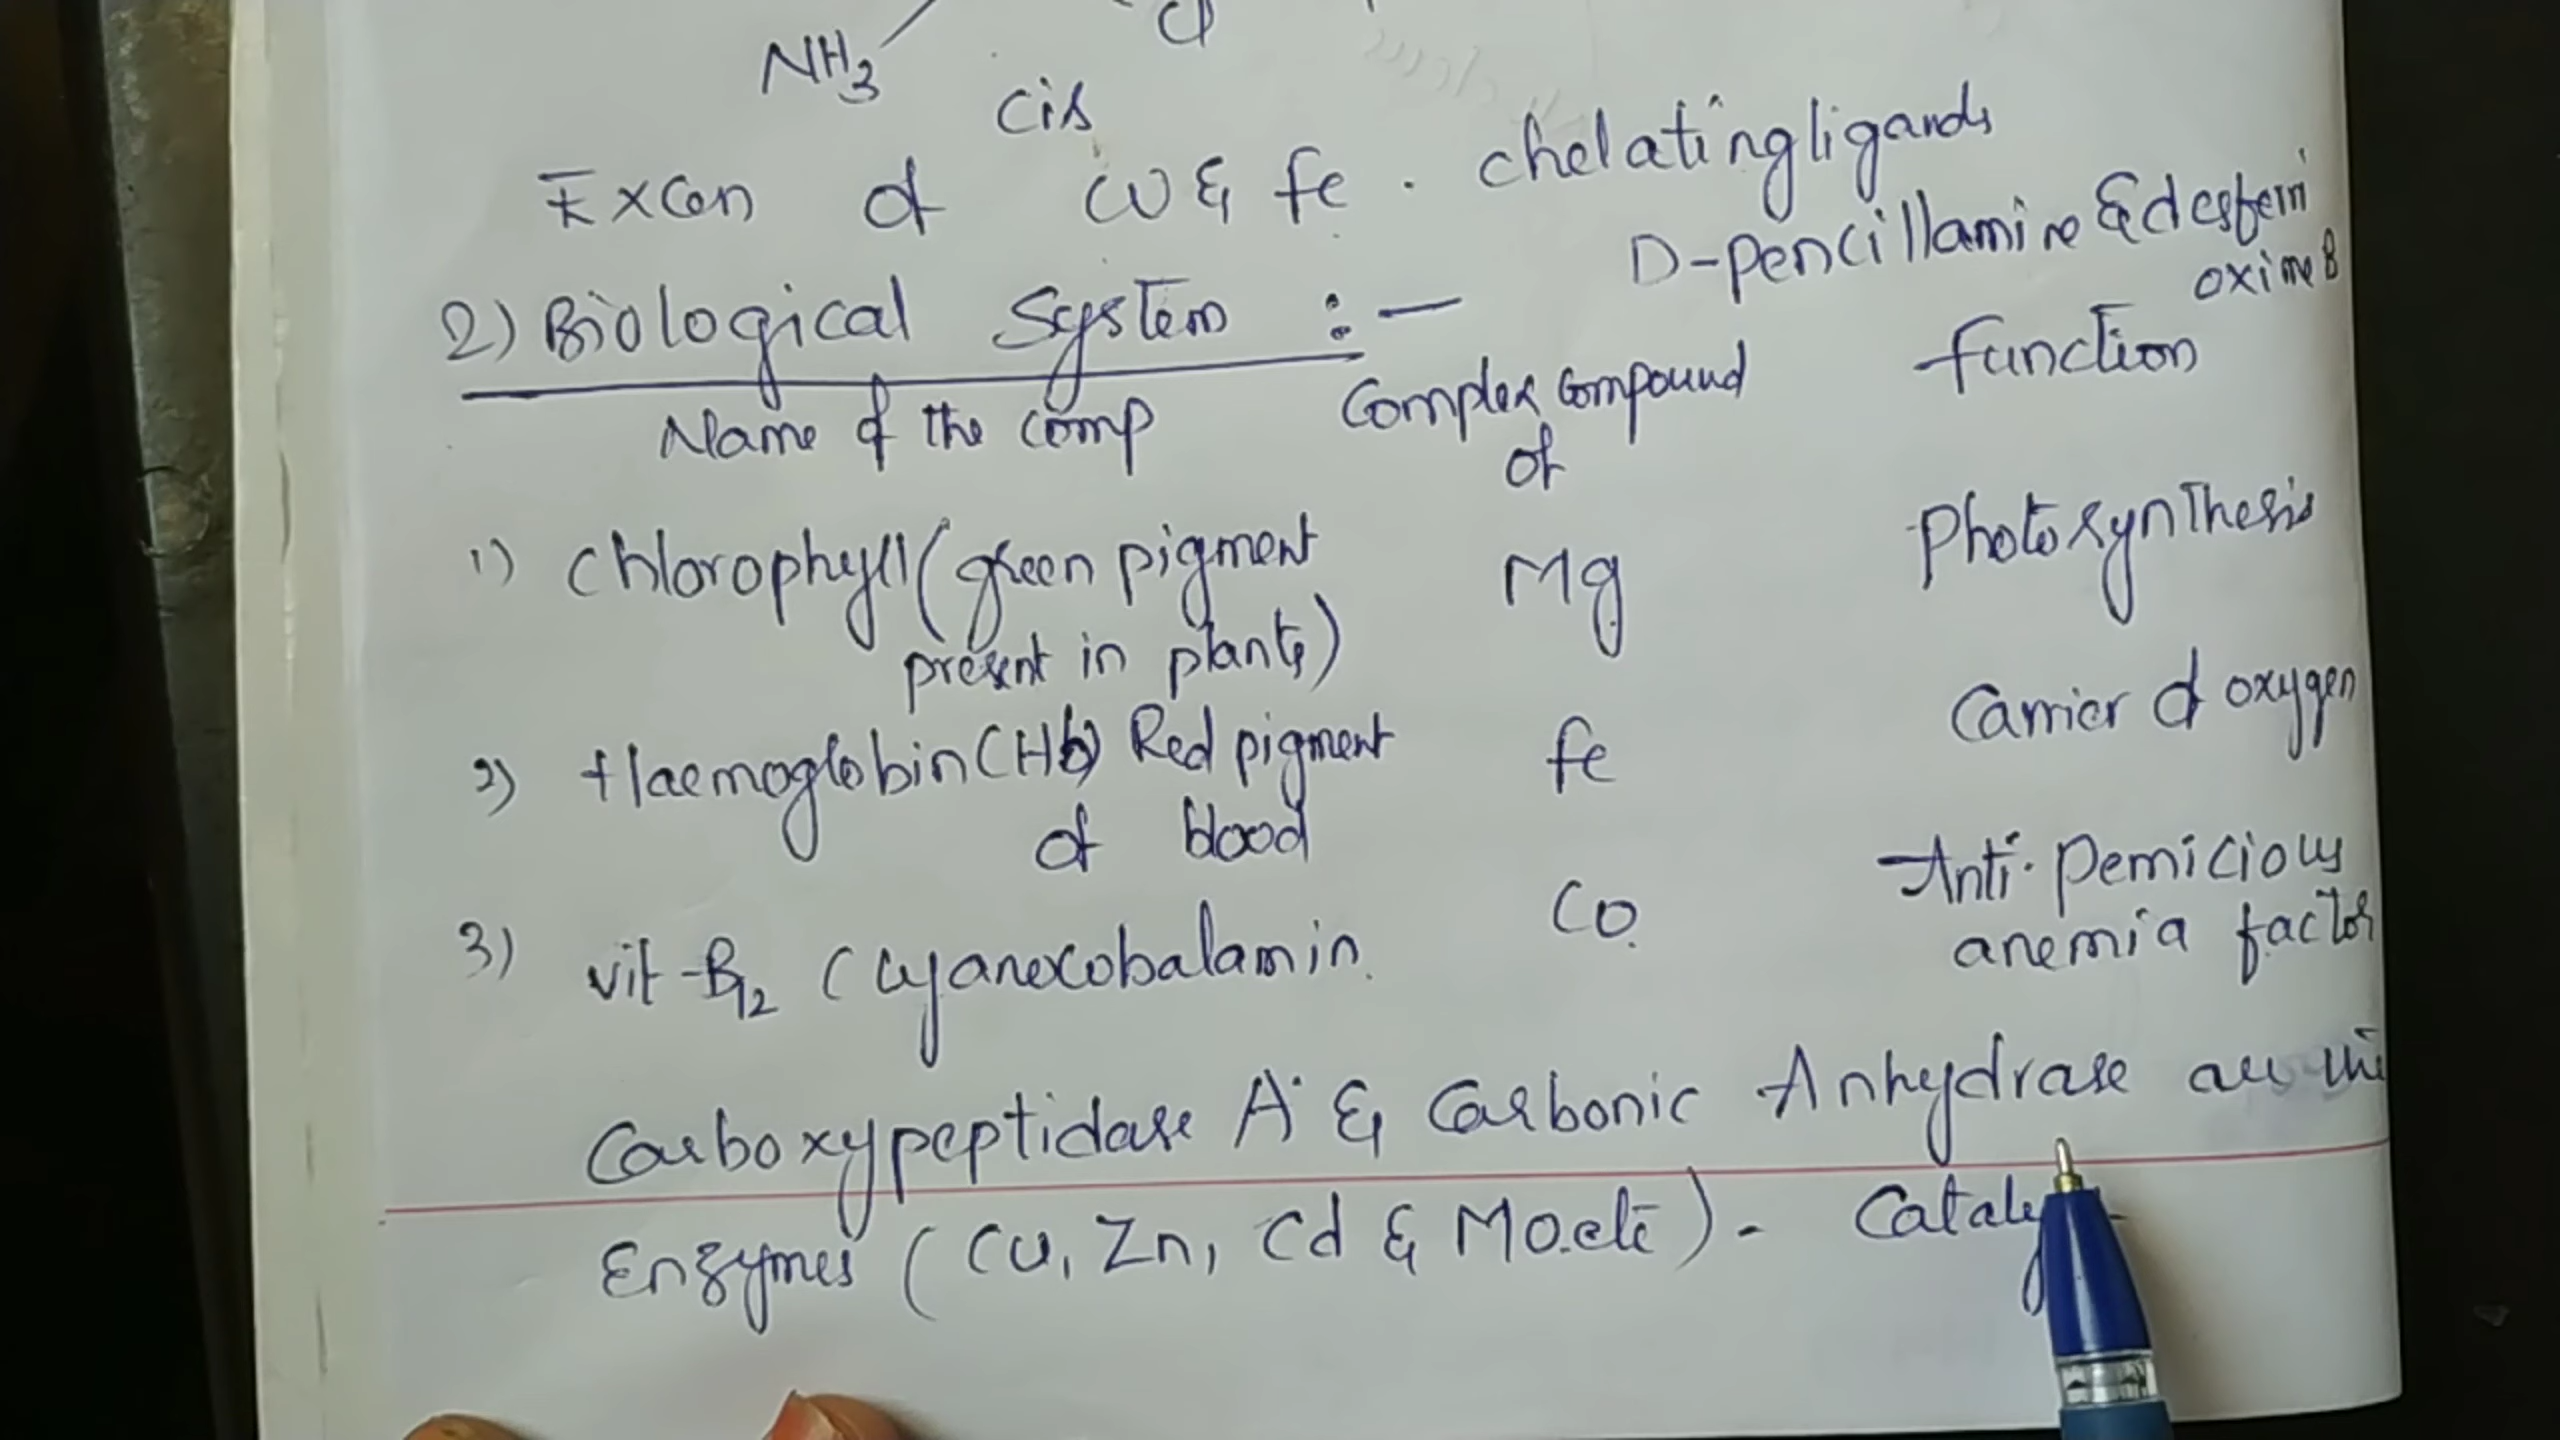 NH3 Cl
cis
Excen of Cu & Fe. chelating ligands
D-pencillamine & desferri
oxime B
2) Biological System :-
Name of the comp Complex compound of function
1) Chlorophyll (green pigment present in plants) Mg Photosynthesis
2) Haemoglobin (Hb) Red pigment of blood Fe Carrier of oxygen
3) vit-B12 (Cyanocobalamin. Co. Anti-Pernicious anemia factor
Carboxypeptidase A & Carbonic Anhydrase are the
Enzymes (Cu, Zn, Cd & Mo.etc) - Cataly